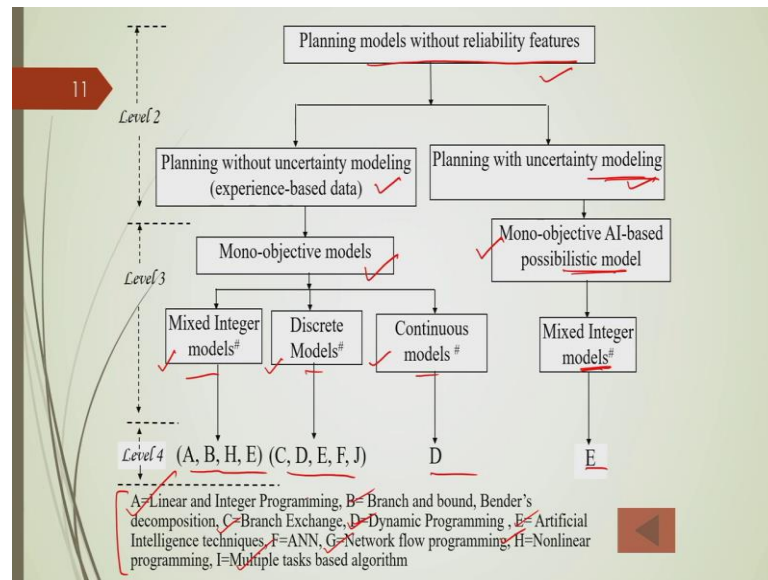 Planning models without reliability features
11
Level 2
Planning without uncertainty modeling
(experience-based data)
Planning with uncertainty modeling
Level 3
Mono-objective models
Mono-objective AI-based
possibilistic model
Mixed Integer
models#
Discrete
Models#
Continuous
models #
Mixed Integer
models#
Level 4
(A, B, H, E)
(C, D, E, F, J)
D
E
A=Linear and Integer Programming, B= Branch and bound, Bender's
decomposition, C=Branch Exchange, D=Dynamic Programming , E= Artificial
Intelligence techniques, F=ANN, G=Network flow programming, H=Nonlinear
programming, I=Multiple tasks based algorithm